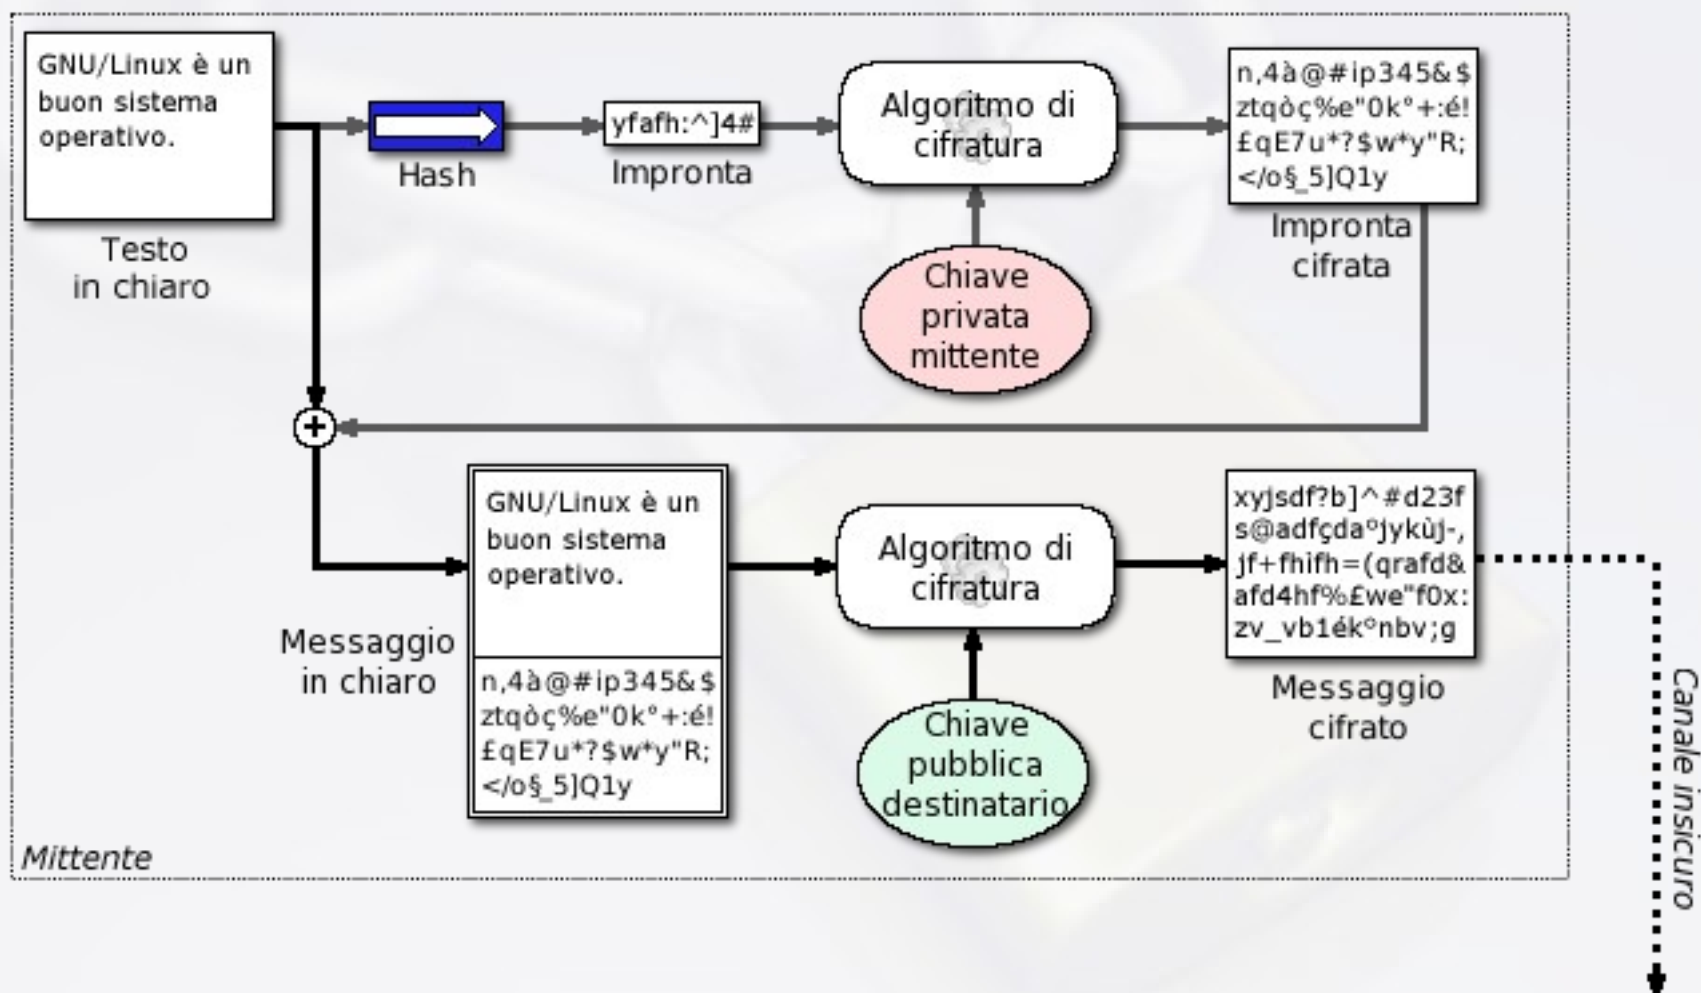 GNU/Linux è un
buon sistema
operativo.
Testo
in chiaro
Hash
yfafh:^]4#
Impronta
Algoritmo di
cifratura
Chiave
privata
mittente
n,4à@#ip345&$
ztqòç%e"0k°+:é!
£qE7u*?$w*y"R;
</o§_5]Q1y
Impronta
cifrata
+
Messaggio
in chiaro
GNU/Linux è un
buon sistema
operativo.
n,4à@#ip345&$
ztqòç%e"0k°+:é!
£qE7u*?$w*y"R;
</o§_5]Q1y
Algoritmo di
cifratura
Chiave
pubblica
destinatario
xyjsdf?b]^#d23f
s@adfçda°jykùj-,
jf+fhifh=(qrafd&
afd4hf%£we"f0x:
zv_vb1ék°nbv;g
Messaggio
cifrato
Mittente
Canale insicuro